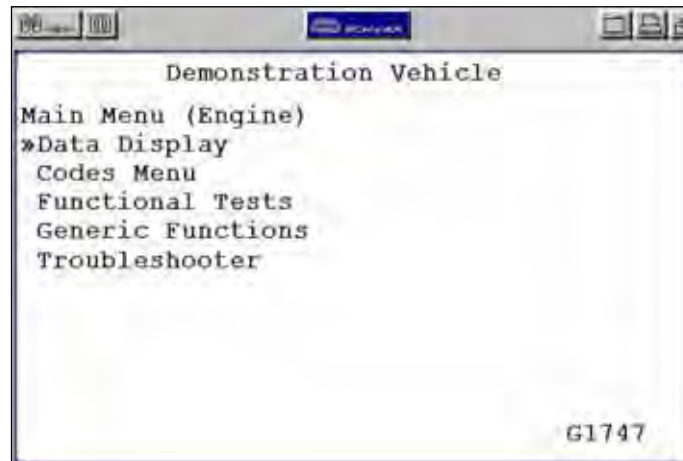 Demonstration Vehicle
Main Menu (Engine)
»Data Display
Codes Menu
Functional Tests
Generic Functions
Troubleshooter
G1747